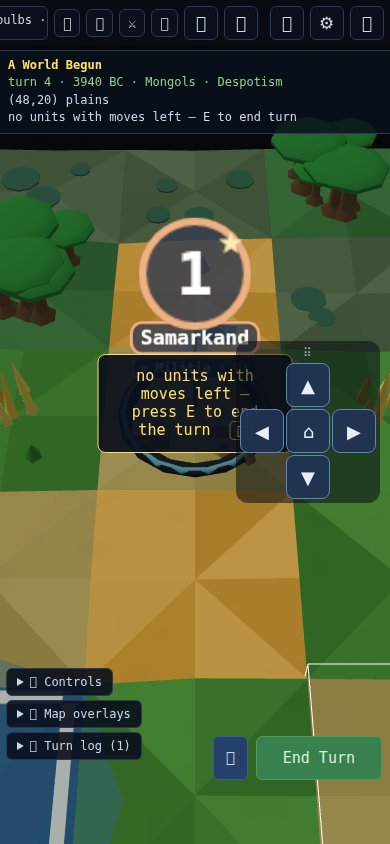 A World Begun
turn 4 · 3940 BC · Mongols · Despotism
(48,20) plains
no units with moves left — E to end turn
1
Samarkand
no units with
moves left —
press E to end
the turn
Controls
Map overlays
Turn log (1)
End Turn